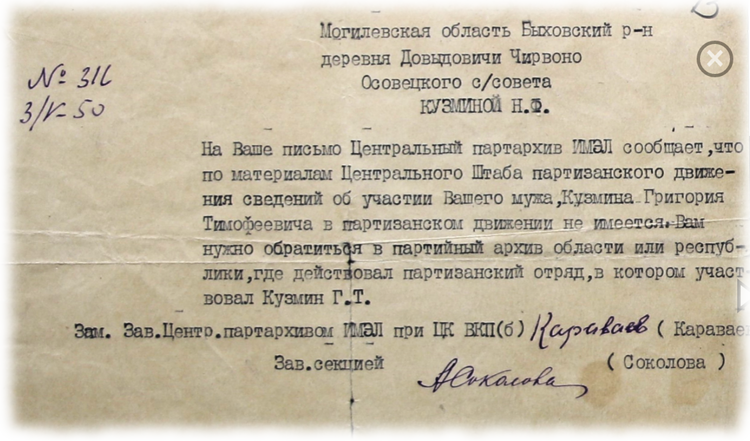 Могилевская область Быховский р-н
деревня Довыдовичи Чирвоно
Осовецкого с/совета
КУЗМИНОЙ Н.Ф.
№ 311
3/V-50
На Ваше письмо Центральный партархив ИМЭЛ сообщает,что
по материалам Центрального Штаба партизанского движе-
ния сведений об участии Вашего мужа,Кузмина Григория
Тимофеевича в партизанском движении не имеется.Вам
нужно обратиться в партийный архив области или респуб-
лики,где действовал партизанский отряд,в котором участ
вовал Кузмин Г.Т.
Зам. Зав.Центр.партархивом ИМЭЛ при ЦК ВКП(б) Караваев ( Караваев
Зав.секцией АСоколова ( Соколова )